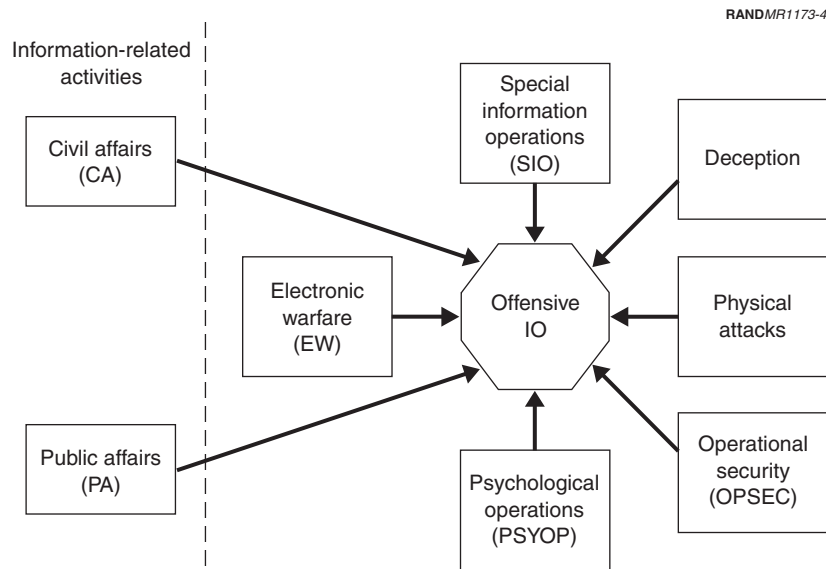 RANDMR1173-4
Information-related
activities
Civil affairs
(CA)
Special
information
operations
(SIO)
Deception
Electronic
warfare
(EW)
Offensive
IO
Physical
attacks
Public affairs
(PA)
Psychological
operations
(PSYOP)
Operational
security
(OPSEC)